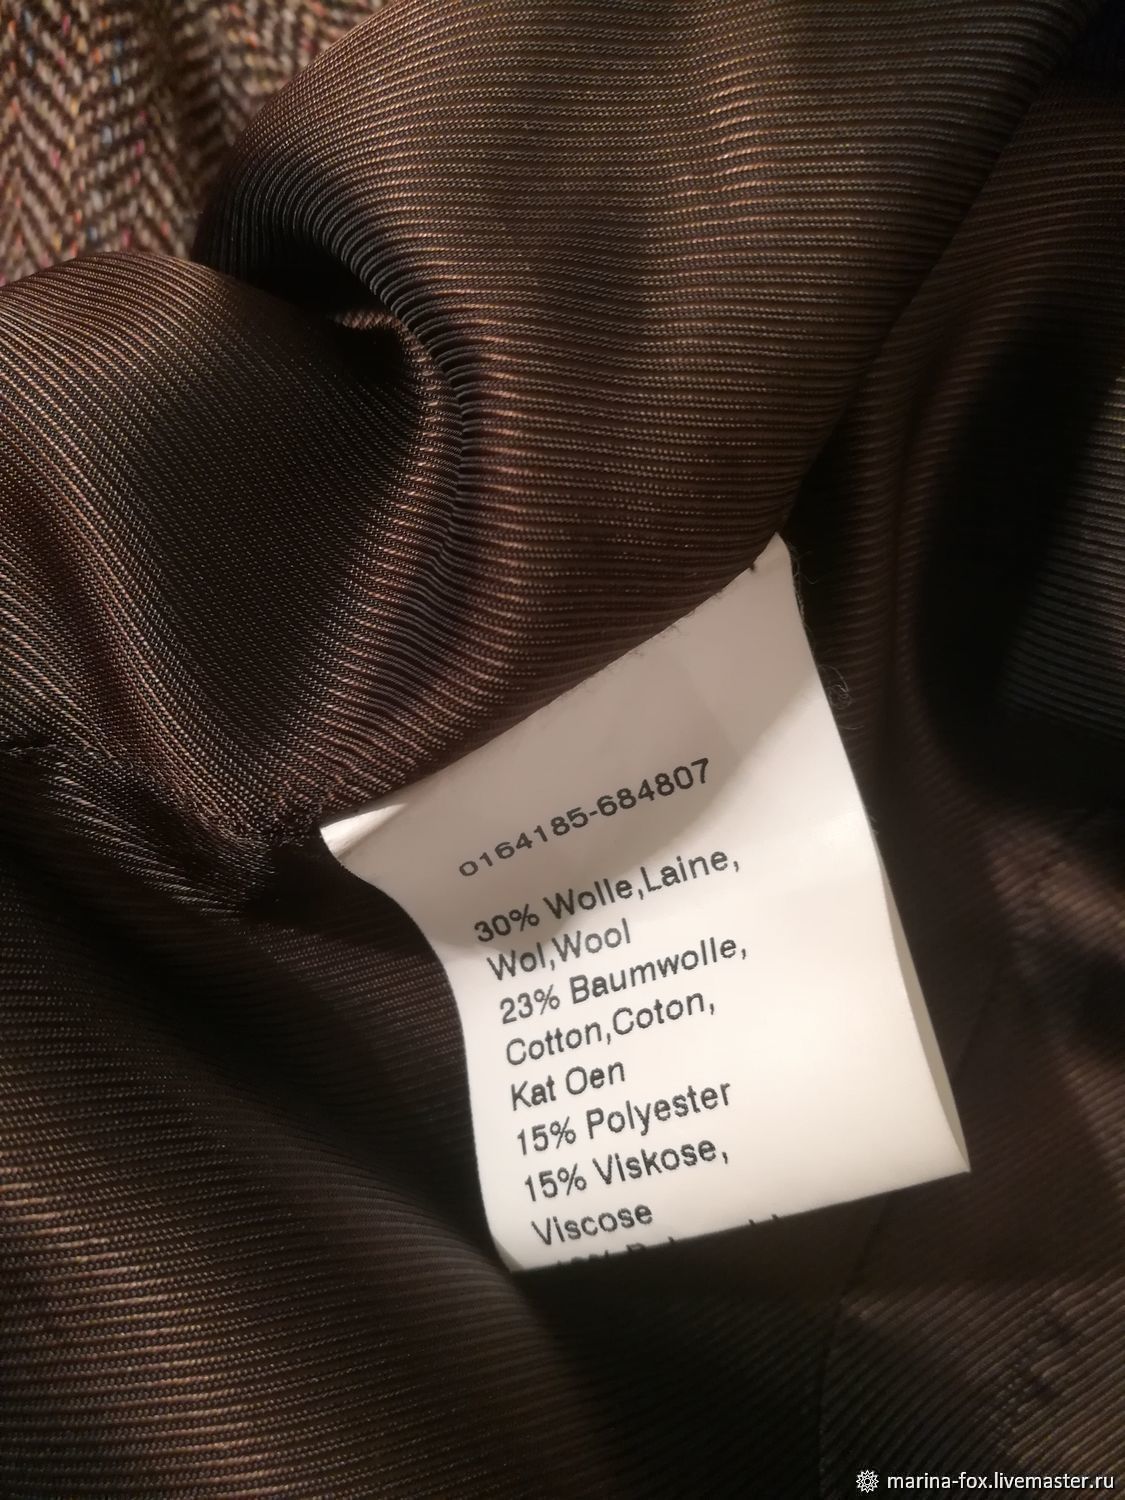 0164185-684807
30% Wolle,Laine,
Wol,Wool
23% Baumwolle,
Cotton,Coton,
Kat Oen
15% Polyester
15% Viskose,
Viscose
marina-fox.livemaster.ru